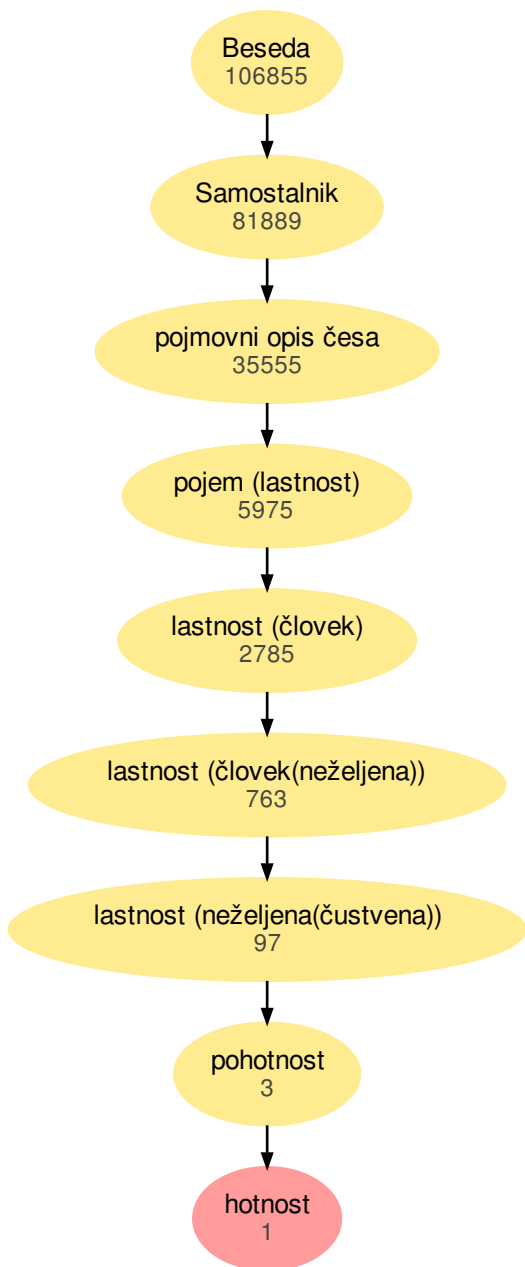 Beseda
106855
Samostalnik
81889
pojmovni opis česa
35555
pojem (lastnost)
5975
lastnost (človek)
2785
lastnost (človek(neželjena))
763
lastnost (neželjena(čustvena))
97
pohotnost
3
hotnost
1